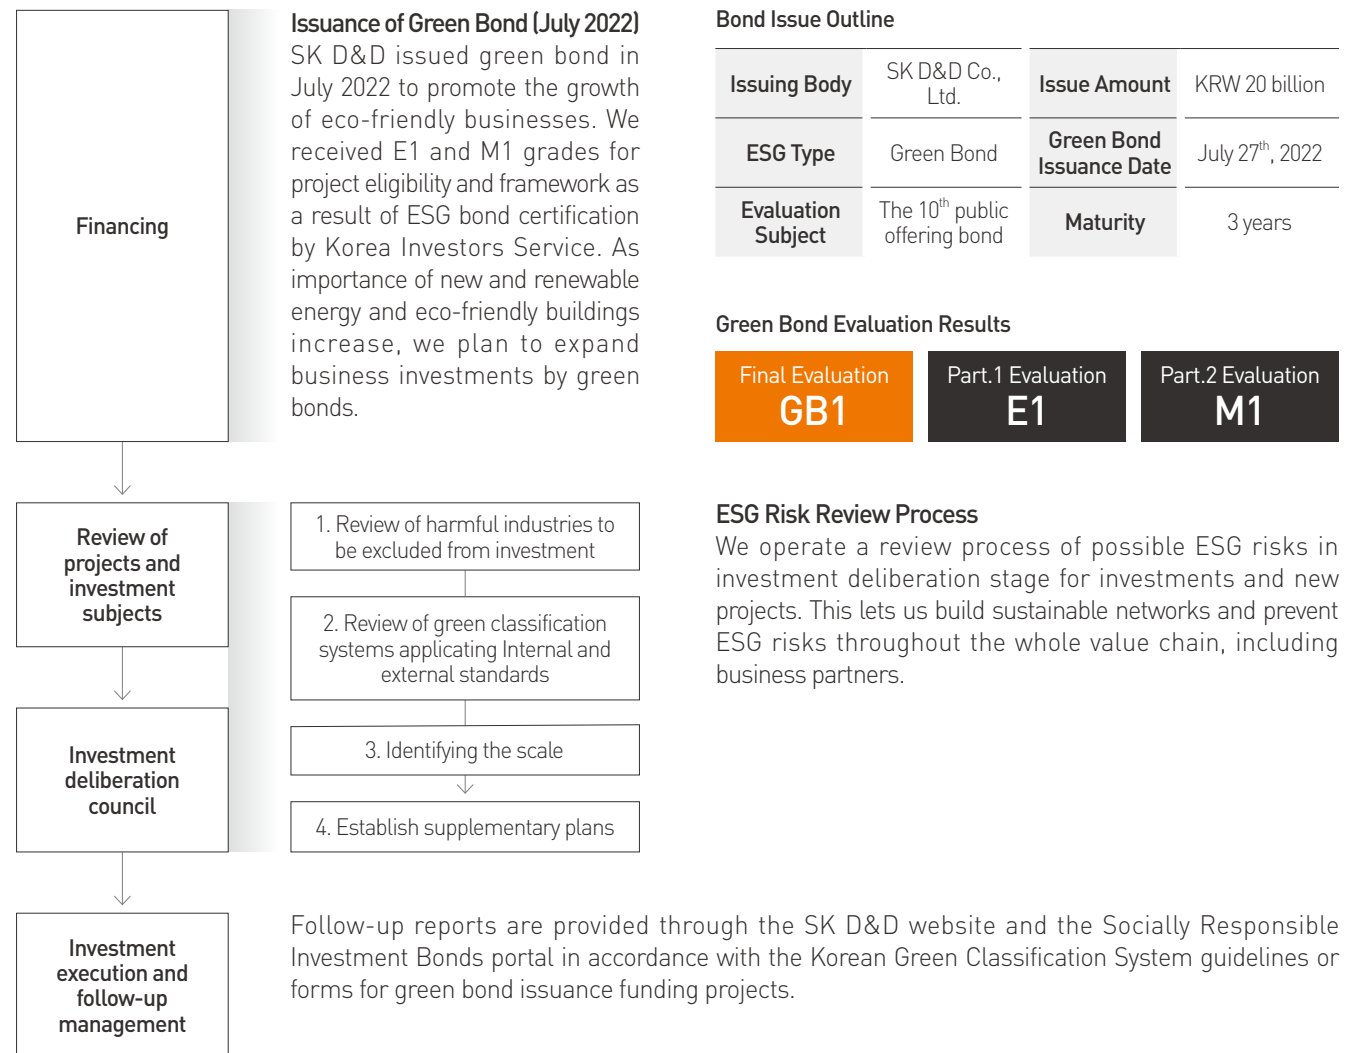 Financing
Issuance of Green Bond (July 2022)
SK D&D issued green bond in
July 2022 to promote the growth
of eco-friendly businesses. We
received E1 and M1 grades for
project eligibility and framework as
a result of ESG bond certification
by Korea Investors Service. As
importance of new and renewable
energy and eco-friendly buildings
increase, we plan to expand
business investments by green
bonds.
Bond Issue Outline
Issuing Body
SK D&D Co.,
Ltd.
Issue Amount
KRW 20 billion
ESG Type
Green Bond
Green Bond
Issuance Date
July 27th, 2022
Evaluation
Subject
The 10th public
offering bond
Maturity
3 years
Green Bond Evaluation Results
Final Evaluation
GB1
Part.1 Evaluation
E1
Part.2 Evaluation
M1
Review of
projects and
investment
subjects
Investment
deliberation
council
1. Review of harmful industries to
be excluded from investment
2. Review of green classification
systems applicating Internal and
external standards
3. Identifying the scale
4. Establish supplementary plans
ESG Risk Review Process
We operate a review process of possible ESG risks in
investment deliberation stage for investments and new
projects. This lets us build sustainable networks and prevent
ESG risks throughout the whole value chain, including
business partners.
Investment
execution and
follow-up
management
Follow-up reports are provided through the SK D&D website and the Socially Responsible
Investment Bonds portal in accordance with the Korean Green Classification System guidelines or
forms for green bond issuance funding projects.